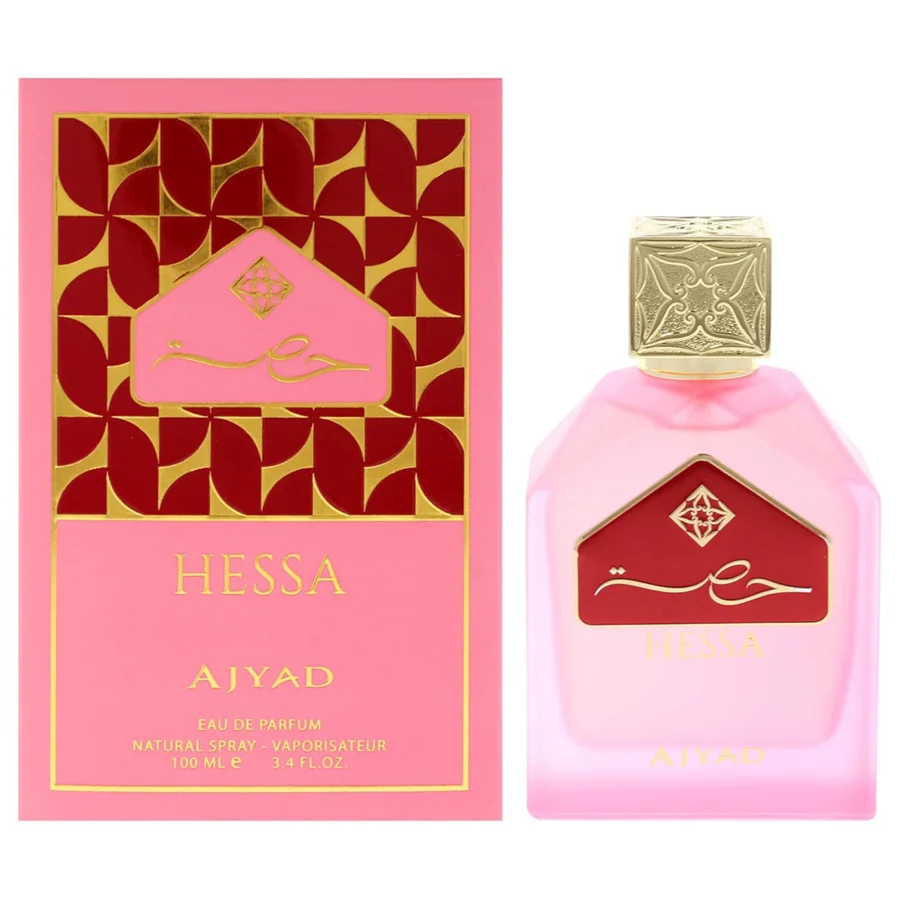 حصة
HESSA
AJYAD
EAU DE PARFUM
NATURAL SPRAY - VAPORISATEUR
100 ML e 3.4 FL.OZ.
حصة
HESSA
AJYAD